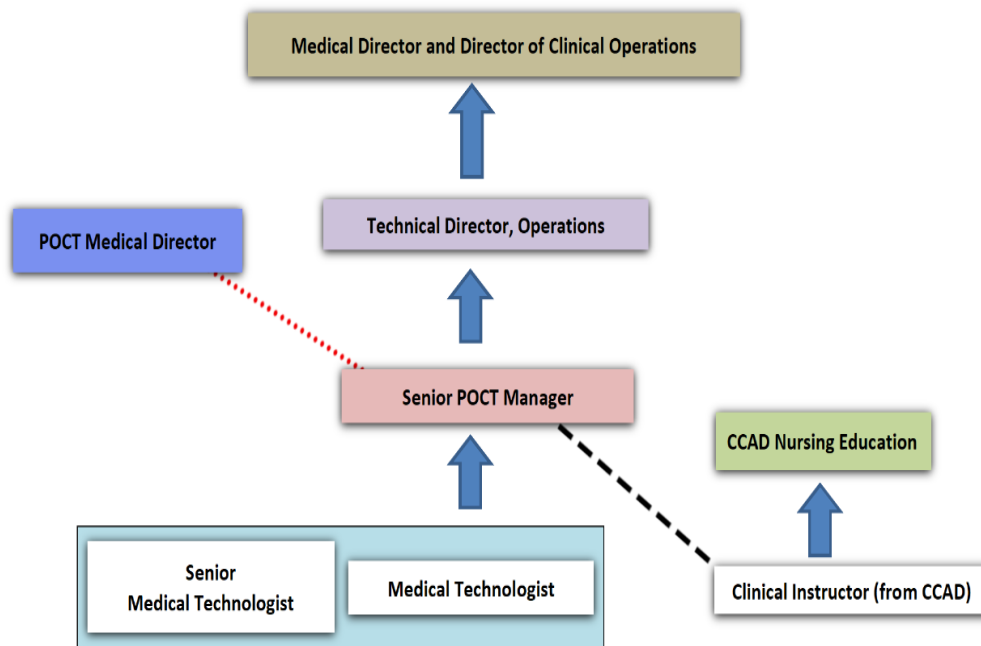 Medical Director and Director of Clinical Operations
Technical Director, Operations
POCT Medical Director
Senior POCT Manager
CCAD Nursing Education
Senior
Medical Technologist
Medical Technologist
Clinical Instructor (from CCAD)